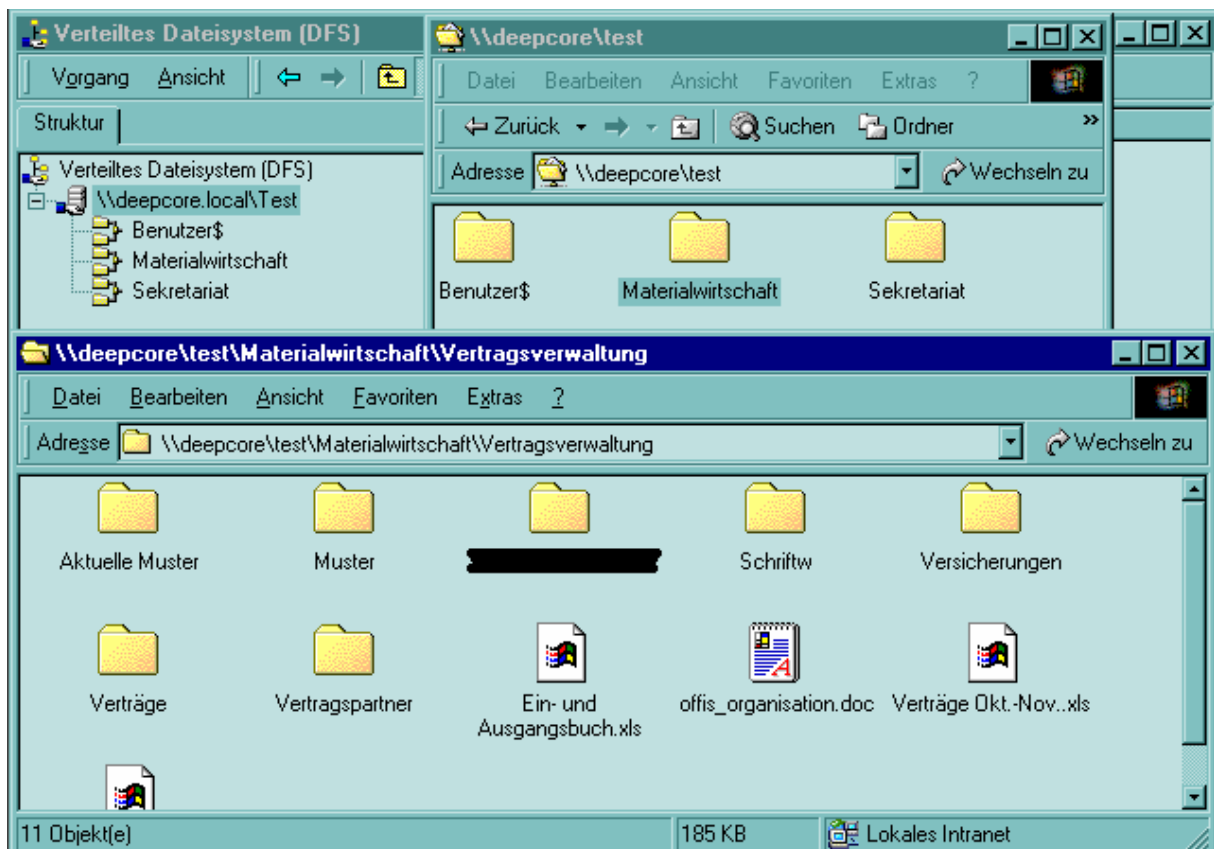 Verteiltes Dateisystem (DFS)
Vorgang Ansicht
Struktur
Verteiltes Dateisystem (DFS)
\\deepcore.local\Test
Benutzer$
Materialwirtschaft
Sekretariat
\\deepcore\test
Datei Bearbeiten Ansicht Favoriten Extras ?
Zurück Suchen Ordner »
Adresse \\deepcore\test Wechseln zu
Benutzer$ Materialwirtschaft Sekretariat
\\deepcore\test\Materialwirtschaft\Vertragsverwaltung
Datei Bearbeiten Ansicht Favoriten Extras ?
Adresse \\deepcore\test\Materialwirtschaft\Vertragsverwaltung Wechseln zu
Aktuelle Muster Muster Schriftw Versicherungen
Verträge Vertragspartner Ein- und Ausgangsbuch.xls offis_organisation.doc Verträge Okt.-Nov..xls
11 Objekt(e) 185 KB Lokales Intranet